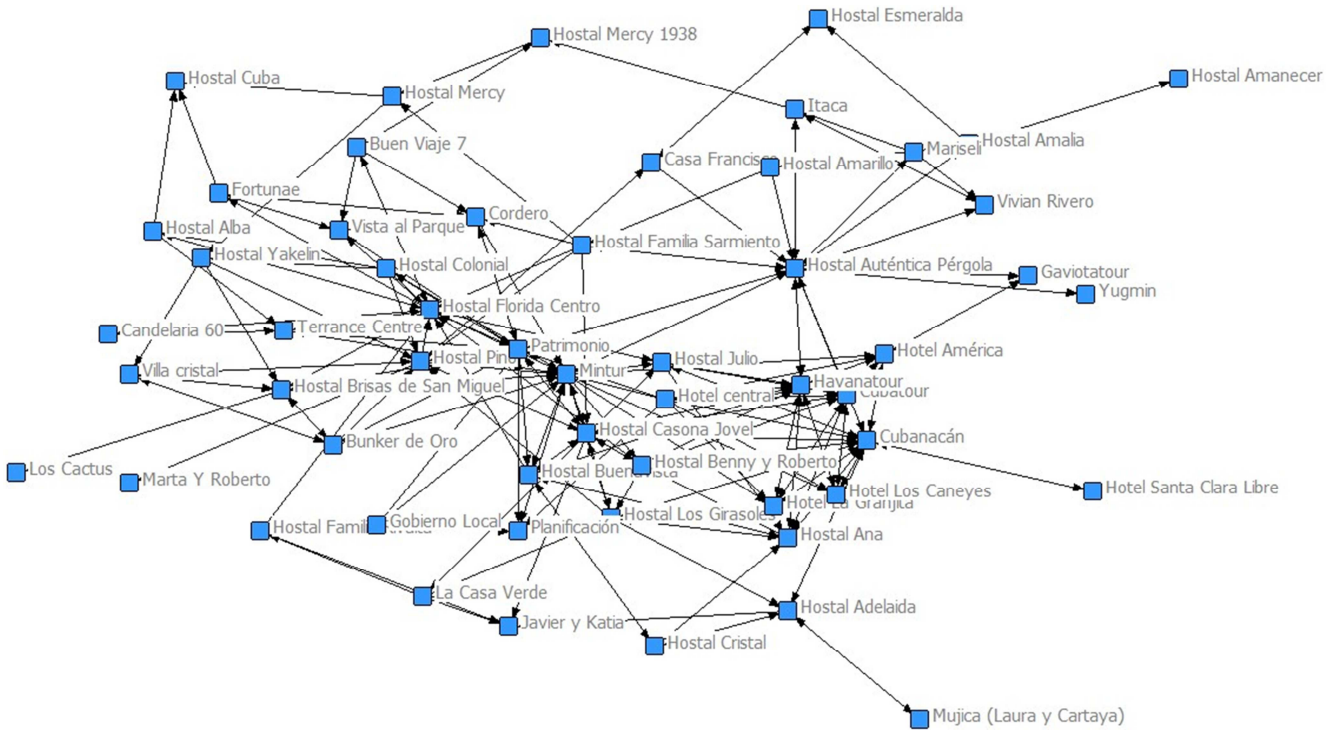 Hostal Esmeralda
Hostal Mercy 1938
Hostal Cuba
Hostal Amanecer
Hostal Mercy
Itaca
Buen Viaje 7
Hostal Amalia
Mariseli
Casa Francisco
Hostal Amarillo
Fortunae
Vivian Rivero
Cordero
Hostal Alba
Vista al Parque
Hostal Familia Sarmiento
Hostal Yakelin
Hostal Colonial
Hostal Auténtica Pérgola
Gaviotatour
Yugmin
Hostal Florida Centro
Candelaria 60
Terrance Centre
Patrimonio
Hotel América
Hostal Pino
Hostal Julio
Villa cristal
Mintur
Havanatour
Hostal Brisas de San Miguel
Hotel central
Cubatour
Hostal Casona Jovel
Bunker de Oro
Cubanacán
Los Cactus
Hostal Benny y Roberto
Marta Y Roberto
Hostal Buenavista
Hotel Los Caneyes
Hotel Santa Clara Libre
Hotel La Granjita
Hostal Los Girasoles
Hostal Familia
Gobierno Local
Planificación
Hostal Ana
La Casa Verde
Javier y Katia
Hostal Adelaida
Hostal Cristal
Mujica (Laura y Cartaya)